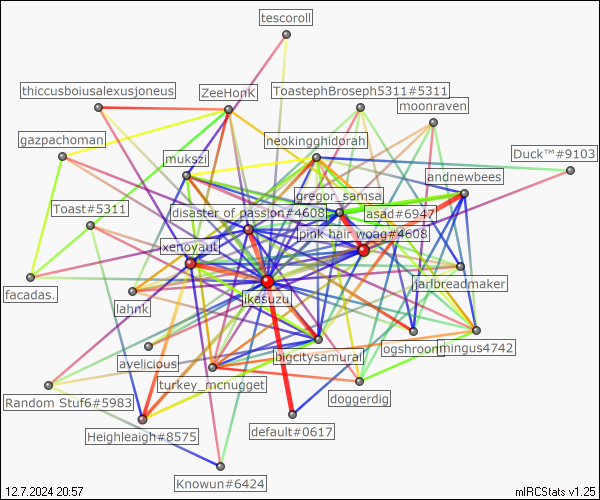 tescoroll
thiccusboiusalexusjoneus
ZeeHonk
ToastephBroseph5311#5311
moonraven
gazpachoman
mukszi
neokingghidorah
Duck™#9103
andnewbees
gregor_samsa
Toast#5311
disaster of passion#4608
asad#6947
pink hair woag#4608
xenoyaut
facadas.
lahnk
ikasuzu
jarlbreadmaker
avelicious
bigcitysamurai
ogshroom
mingus4742
turkey_mcnugget
Random Stuf6#5983
doggerdig
Heighleaigh#8575
default#0617
Knowun#6424
12.7.2024 20:57
mIRCStats v1.25